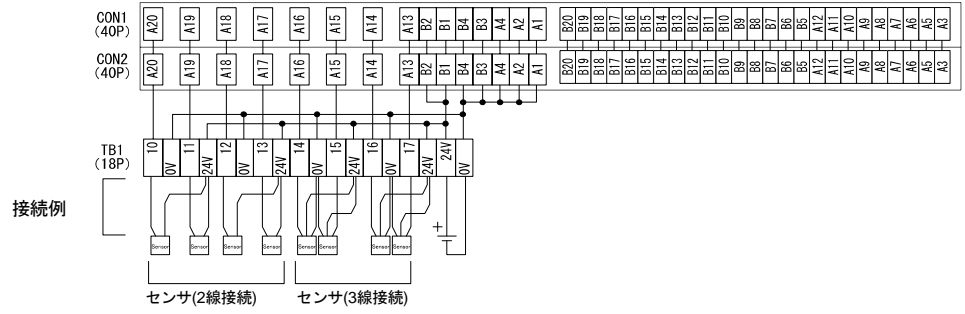 CON1
(40P)
A20 A19 A18 A17 A16 A15 A14 A13 B2 B1 B4 B3 A4 A2 A1 B20 B19 B18 B17 B16 B15 B14 B13 B12 B11 B10 B9 B8 B7 B6 B5 A12 A11 A10 A9 A8 A7 A6 A5 A3
CON2
(40P)
A20 A19 A18 A17 A16 A15 A14 A13 B2 B1 B4 B3 A4 A2 A1 B20 B19 B18 B17 B16 B15 B14 B13 B12 B11 B10 B9 B8 B7 B6 B5 A12 A11 A10 A9 A8 A7 A6 A5 A3
TB1
(18P)
10 0V 11 24V 12 0V 13 24V 14 0V 15 24V 16 0V 17 24V 24V 0V
接続例
+
Sensor Sensor Sensor Sensor Sensor Sensor Sensor Sensor
センサ(2線接続) センサ(3線接続)